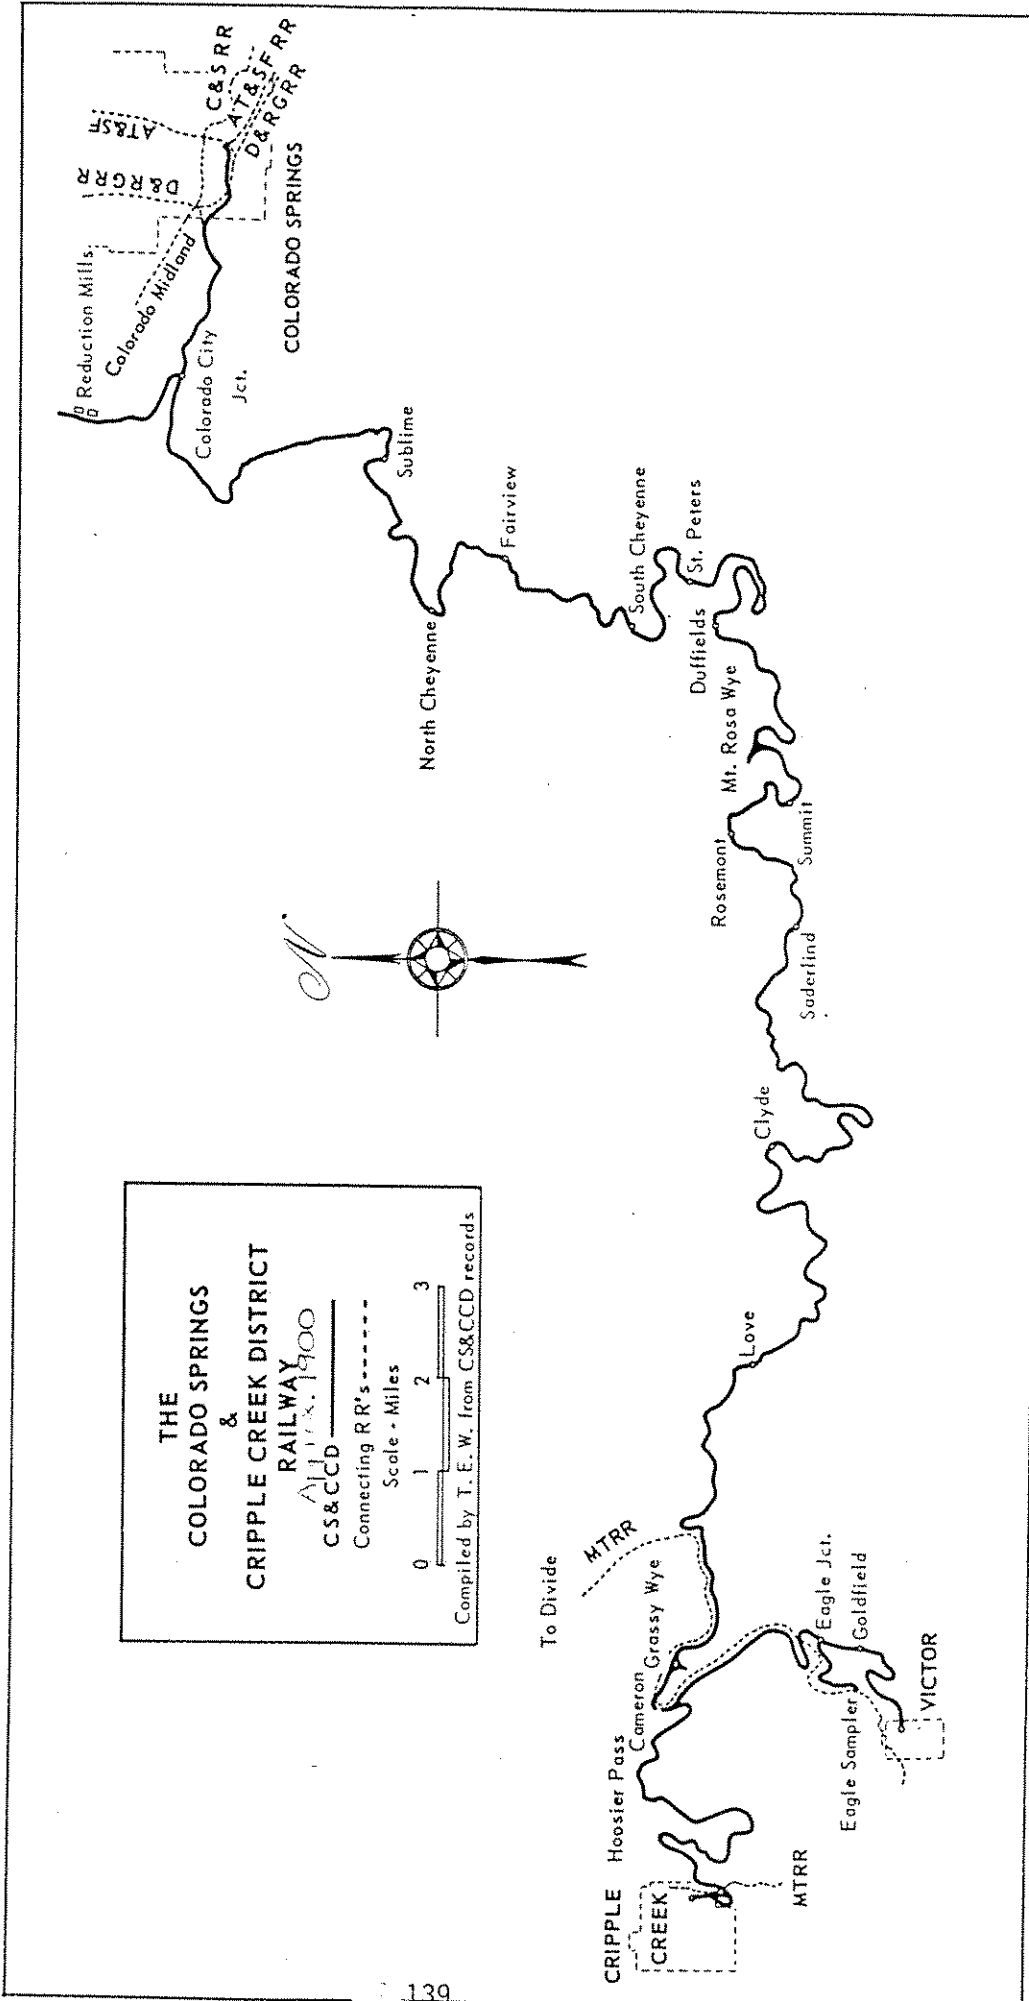 THE
COLORADO SPRINGS
&
CRIPPLE CREEK DISTRICT
RAILWAY
1900
CS&CCD
Connecting RR's
Scale - Miles
0 1 2 3
Compiled by T. E. W. from CS&CCD records
N.
C&SRR
AT&SFRR
D&RGRR
AT&SF
D&RGRR
COLORADO SPRINGS
Reduction Mills
Colorado Midland
Colorado City
Jct.
Sublime
North Cheyenne
Fairview
South Cheyenne
St. Peters
Duffields
Mt. Rosa Wye
Rosemont
Summit
Saderlind
Clyde
Love
To Divide
MTRR
Grassy Wye
Cameron
Hoosier Pass
Eagle Jct.
Goldfield
VICTOR
Eagle Sampler
CRIPPLE
CREEK
MTRR
139